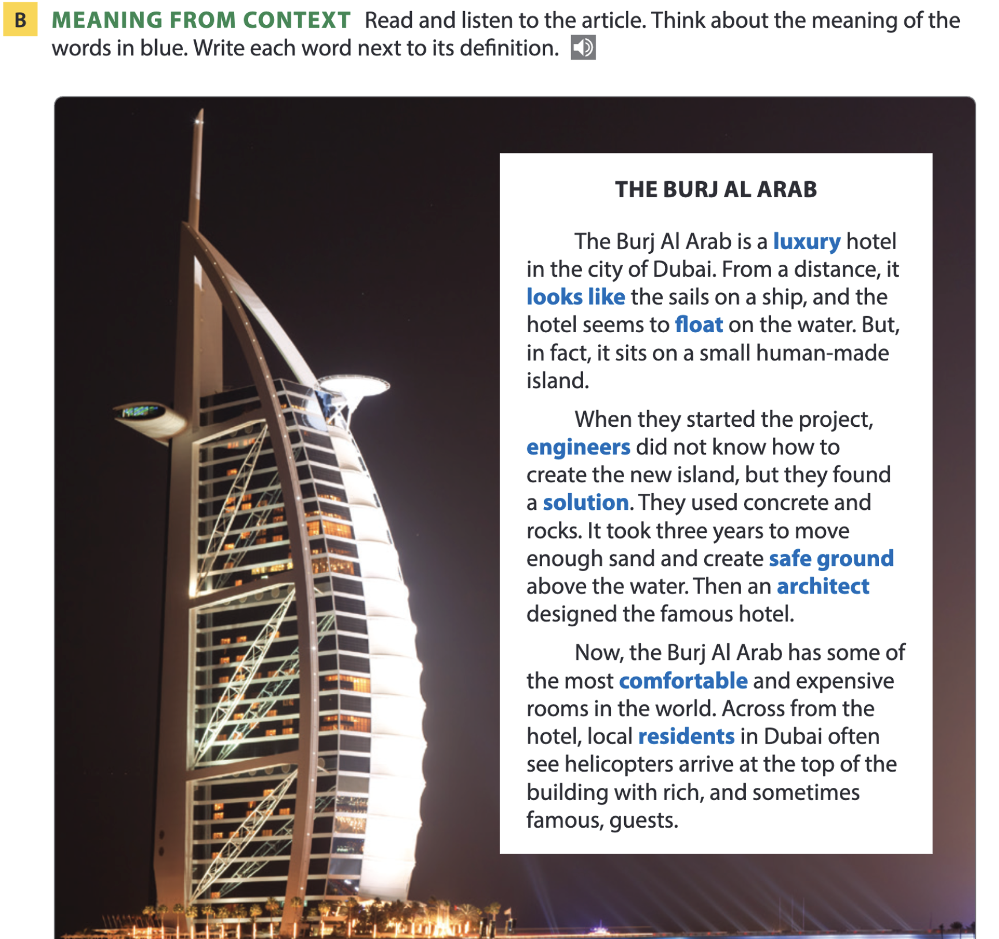 B MEANING FROM CONTEXT Read and listen to the article. Think about the meaning of the
words in blue. Write each word next to its definition.
THE BURJ AL ARAB
The Burj Al Arab is a luxury hotel
in the city of Dubai. From a distance, it
looks like the sails on a ship, and the
hotel seems to float on the water. But,
in fact, it sits on a small human-made
island.
When they started the project,
engineers did not know how to
create the new island, but they found
a solution. They used concrete and
rocks. It took three years to move
enough sand and create safe ground
above the water. Then an architect
designed the famous hotel.
Now, the Burj Al Arab has some of
the most comfortable and expensive
rooms in the world. Across from the
hotel, local residents in Dubai often
see helicopters arrive at the top of the
building with rich, and sometimes
famous, guests.